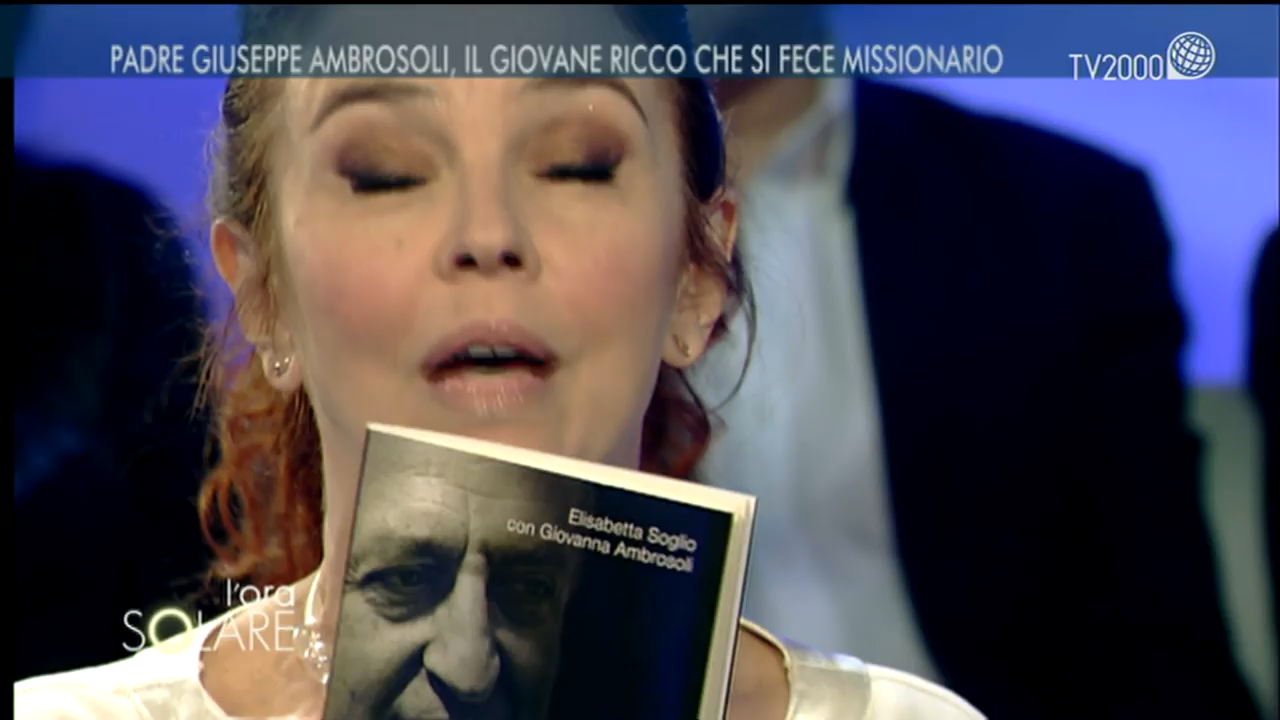 PADRE GIUSEPPE AMBROSOLI, IL GIOVANE RICCO CHE SI FECE MISSIONARIO
TV2000
Elisabetta Soglio
con Giovanna Ambrosoli
l'ora
SOLARE